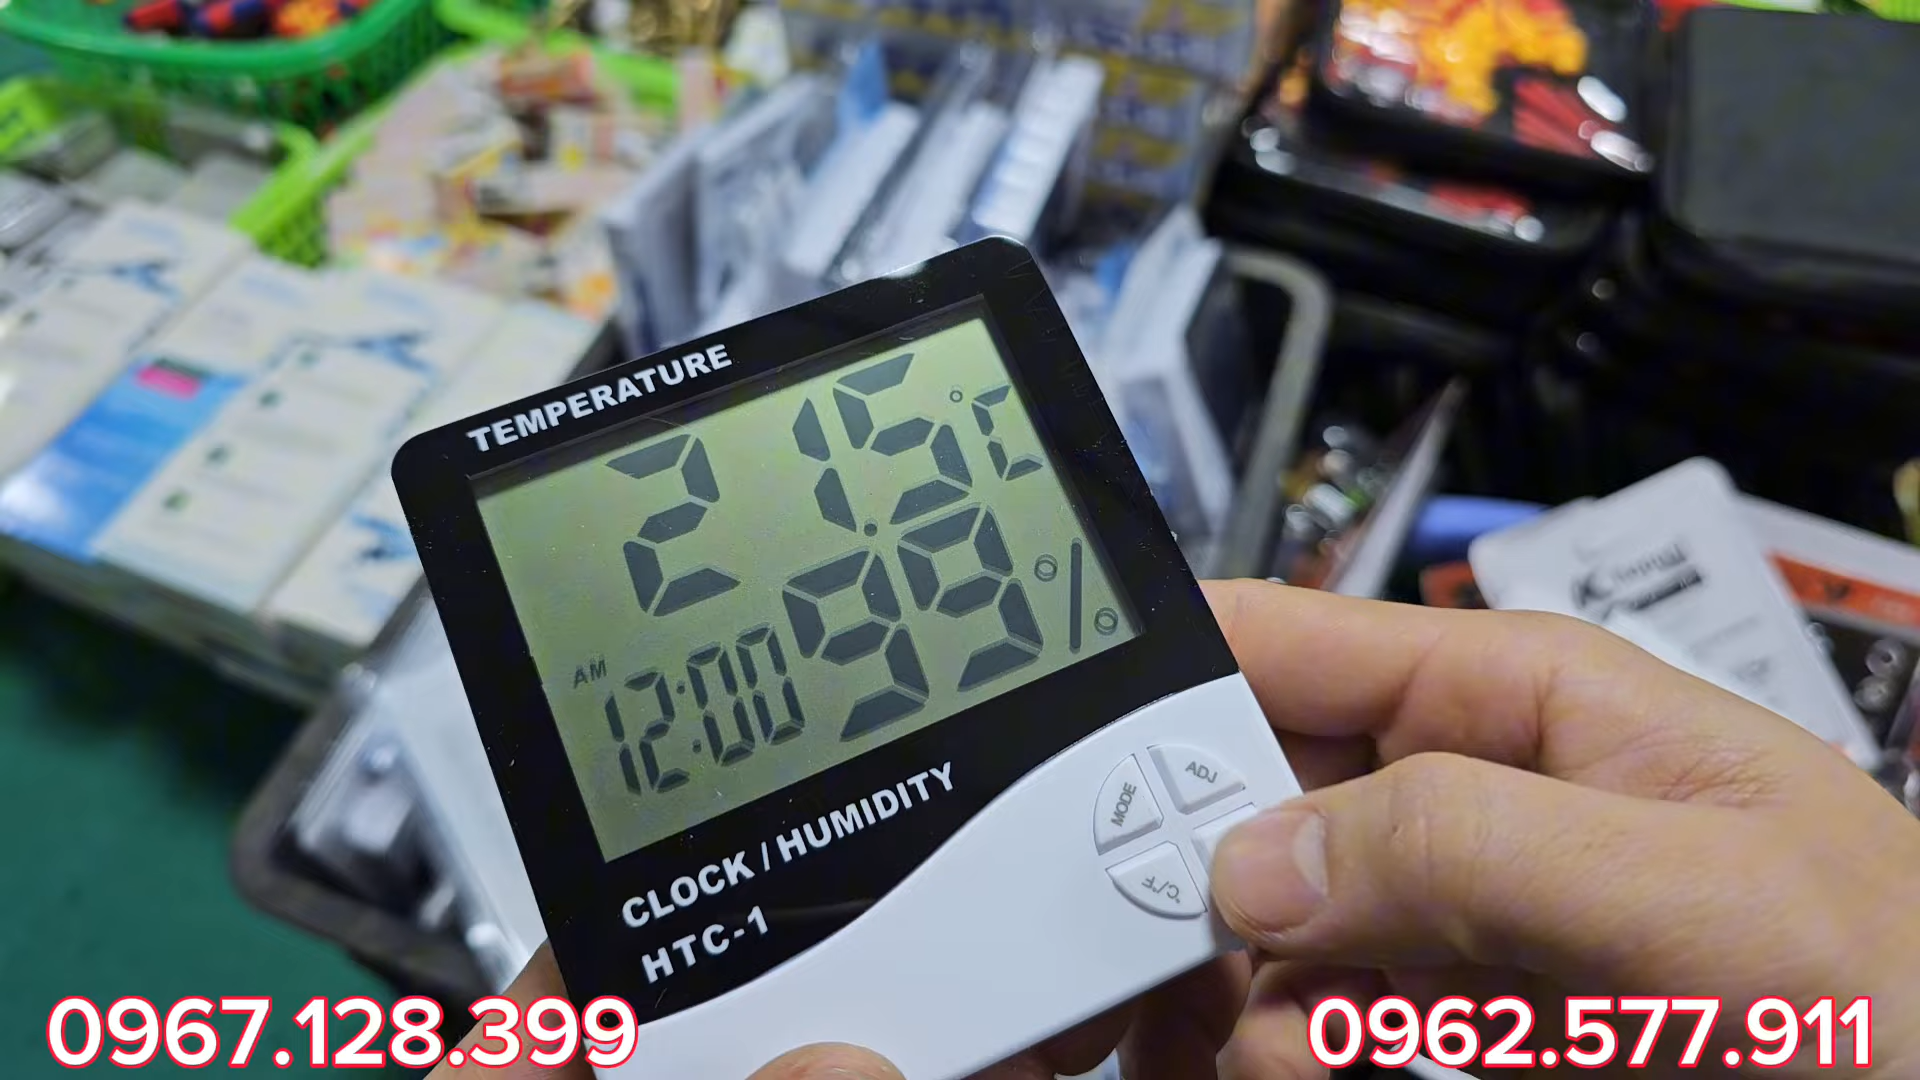 TEMPERATURE
21.5 °C
AM 12:00 99%
CLOCK / HUMIDITY
HTC-1
MODE
ADJ
°C/°F
0967.128.399
0962.577.911